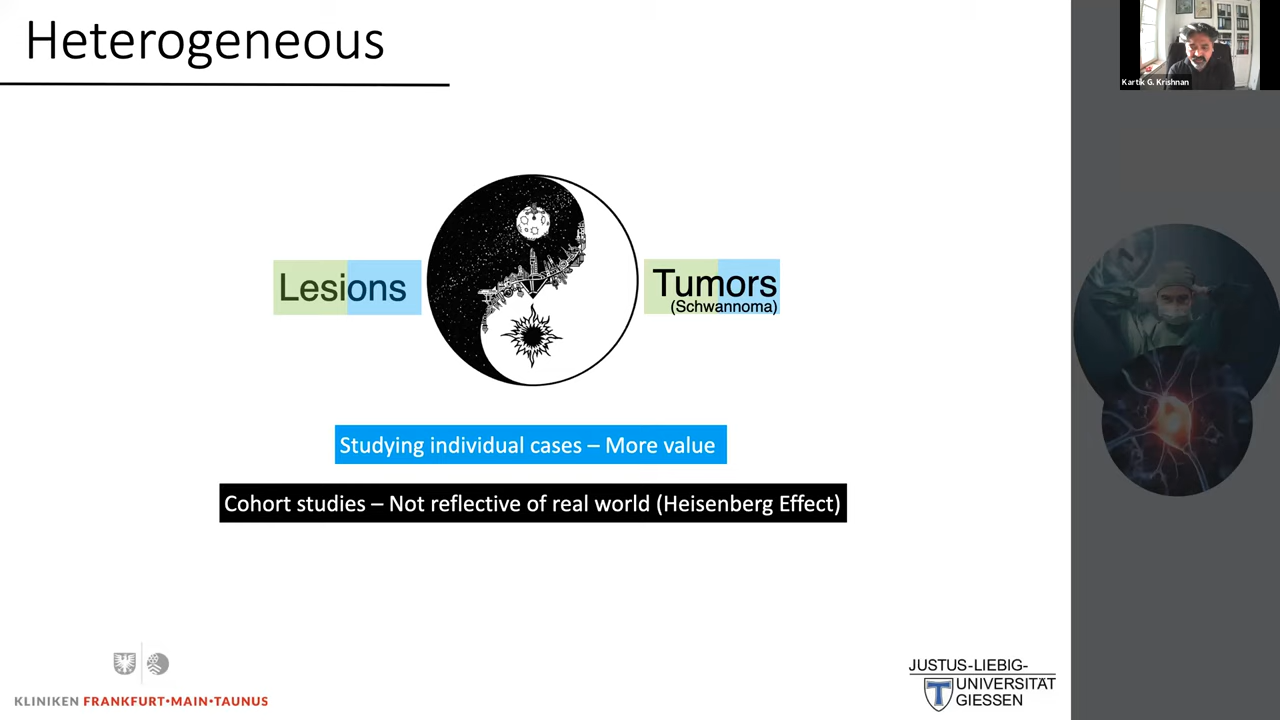 Heterogeneous
Kartik G. Krishnan
Lesions
Tumors
(Schwannoma)
Studying individual cases – More value
Cohort studies – Not reflective of real world (Heisenberg Effect)
KLINIKEN FRANKFURT•MAIN•TAUNUS
JUSTUS-LIEBIG-
UNIVERSITÄT
GIESSEN